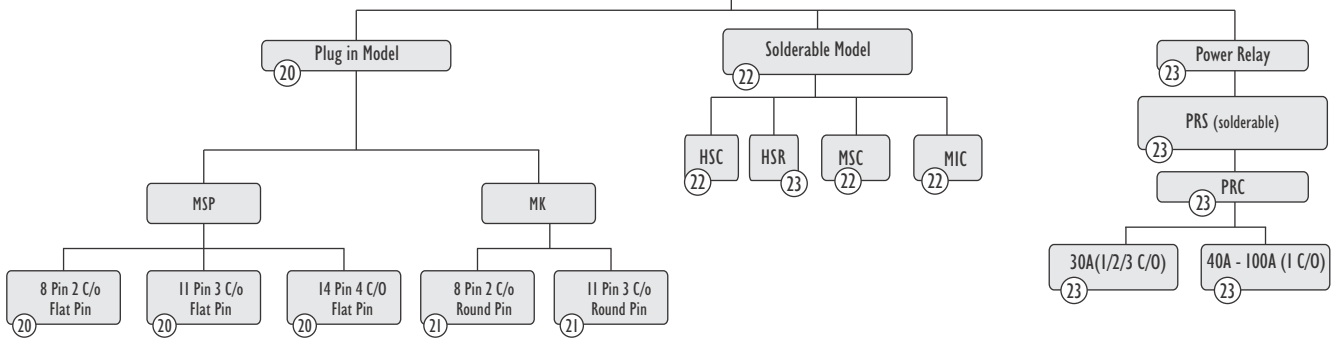 Plug in Model
20
Solderable Model
22
Power Relay
23
PRS (solderable)
23
HSC
22
HSR
23
MSC
22
MIC
22
PRC
23
MSP
MK
30A(1/2/3 C/O)
23
40A - 100A (1 C/O)
23
8 Pin 2 C/o
Flat Pin
20
11 Pin 3 C/o
Flat Pin
20
14 Pin 4 C/O
Flat Pin
20
8 Pin 2 C/o
Round Pin
21
11 Pin 3 C/o
Round Pin
21